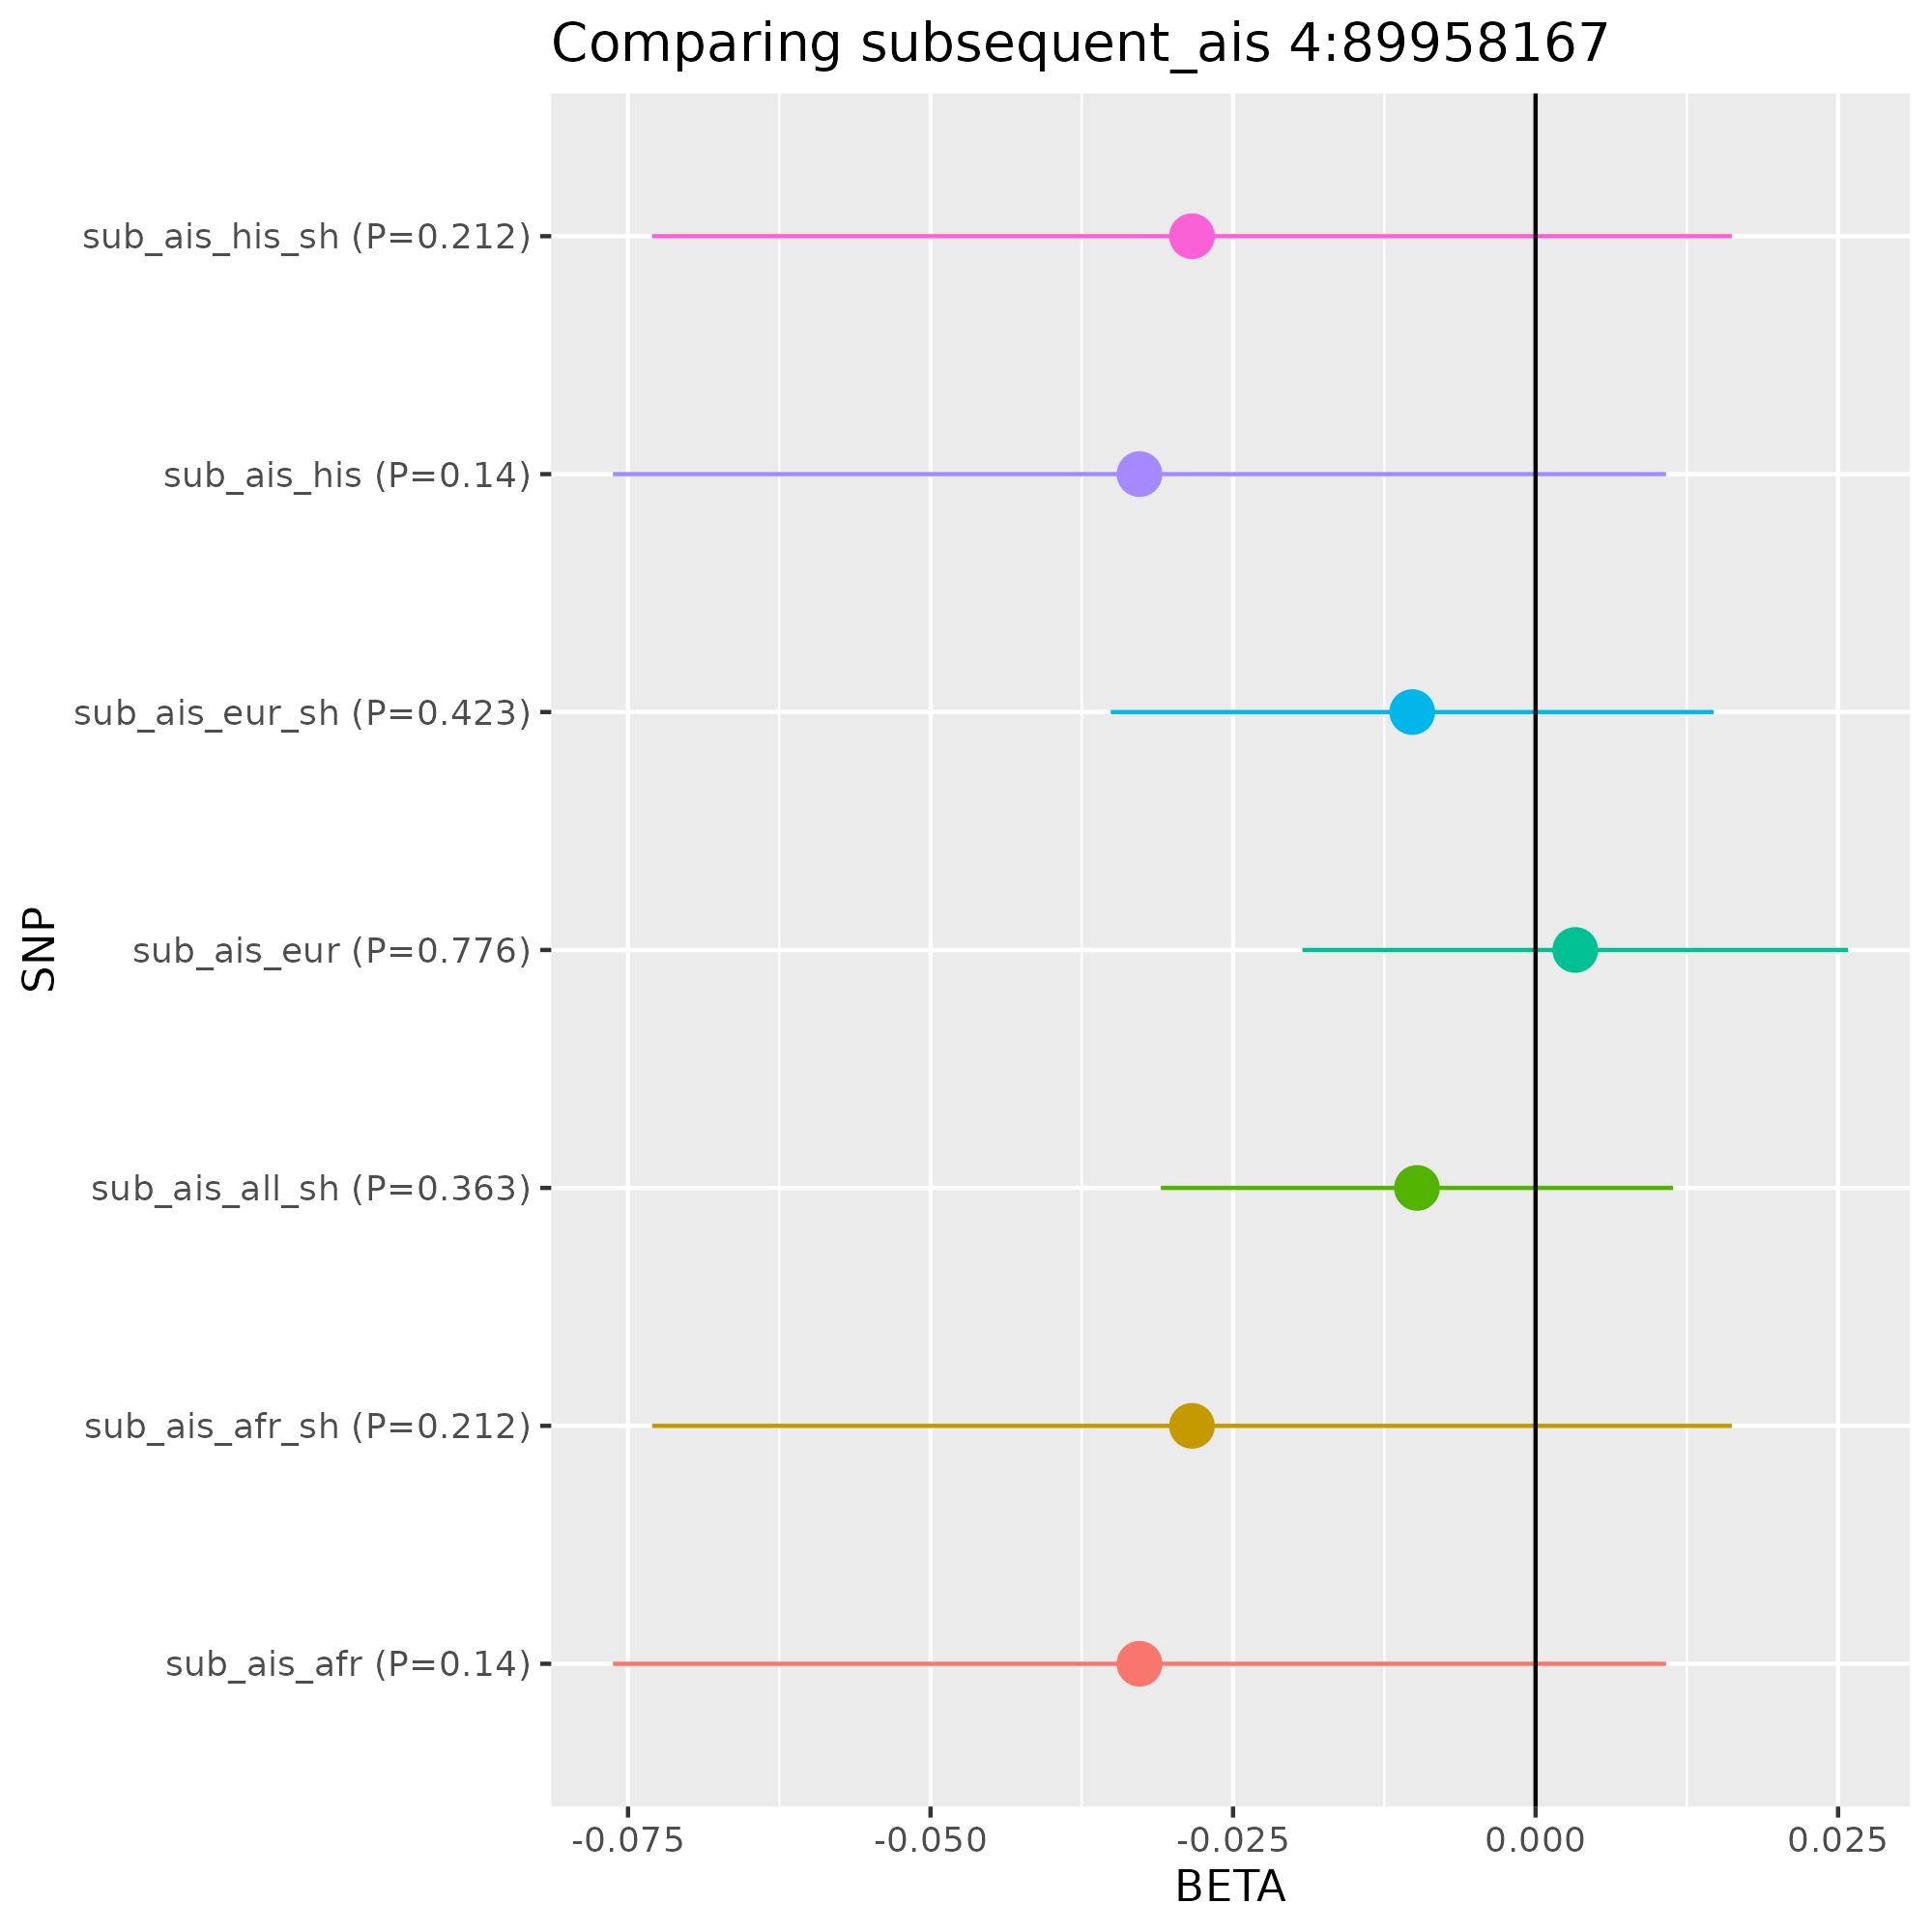 Comparing subsequent_ais 4:89958167
sub_ais_his_sh (P=0.212)
sub_ais_his (P=0.14)
sub_ais_eur_sh (P=0.423)
sub_ais_eur (P=0.776)
sub_ais_all_sh (P=0.363)
sub_ais_afr_sh (P=0.212)
sub_ais_afr (P=0.14)
SNP
-0.075 -0.050 -0.025 0.000 0.025
BETA